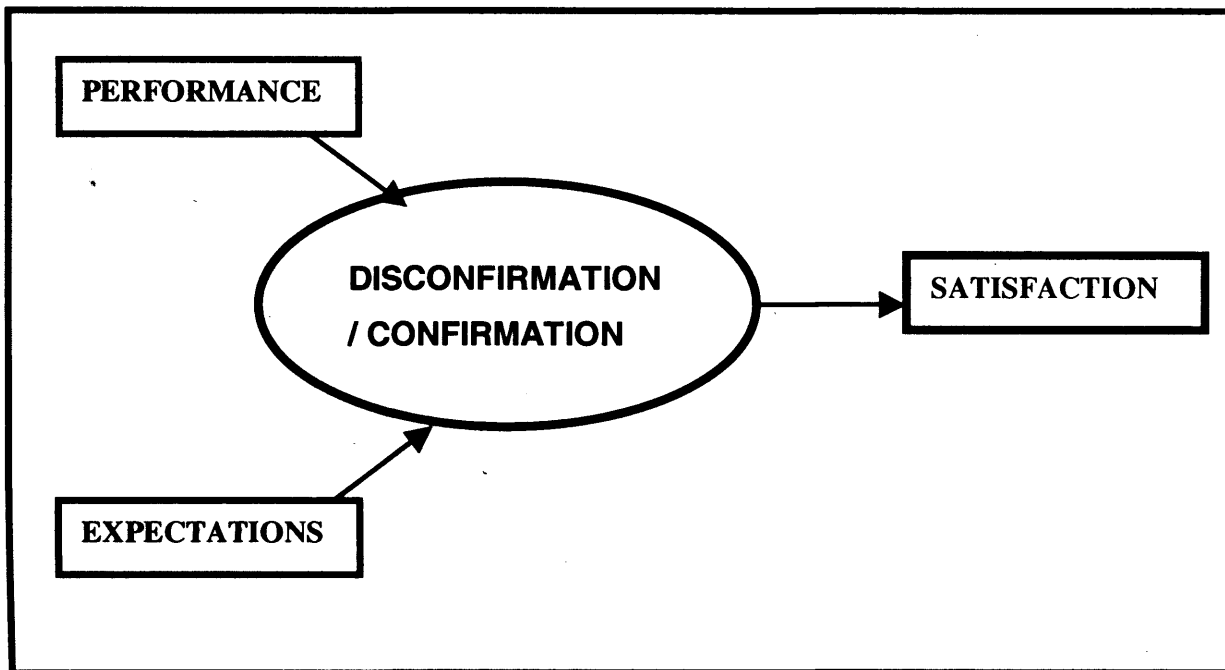 PERFORMANCE
DISCONFIRMATION
/ CONFIRMATION
SATISFACTION
EXPECTATIONS